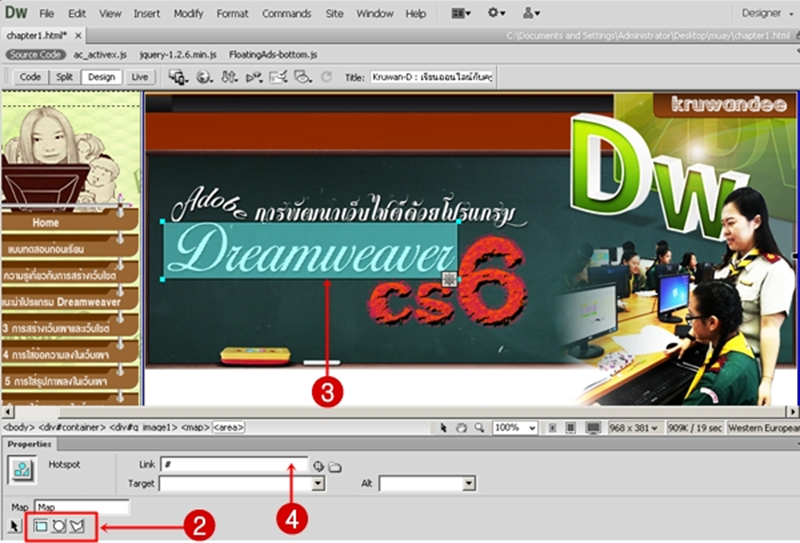 Dw File Edit View Insert Modify Format Commands Site Window Help Designer
chapter1.html* C:\Documents and Settings\Administrator\Desktop\muay\chapter1.html
Source Code ac_activex.js jquery-1.2.6.min.js FloatingAds-bottom.js
Code Split Design Live Title: Kruwan-D : เรียนออนไลน์กับครู
kruwandee
Dw
Adobe การพัฒนาเว็บไซต์ด้วยโปรแกรม
Dreamweaver
cs6
Home
แบบทดสอบก่อนเรียน
ความรู้เกี่ยวกับการสร้างเว็บไซต์
แนะนำโปรแกรม Dreamweaver
3 การสร้างเว็บเพจและเว็บไซต์
4 การใส่ข้อความลงในเว็บเพจ
5 การใส่รูปภาพลงในเว็บเพจ
3
<body> <div#container> <div#g_image1> <map> <area> 100% 968 x 381 909K / 19 sec Western European
Properties
Hotspot Link #
Target Alt
4
Map Map
2